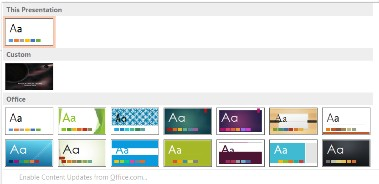 This Presentation
Aa
Custom
Office
Aa Aa Aa Aa Aa Aa Aa
Aa Aa Aa Aa Aa Aa Aa
Enable Content Updates from Office.com...